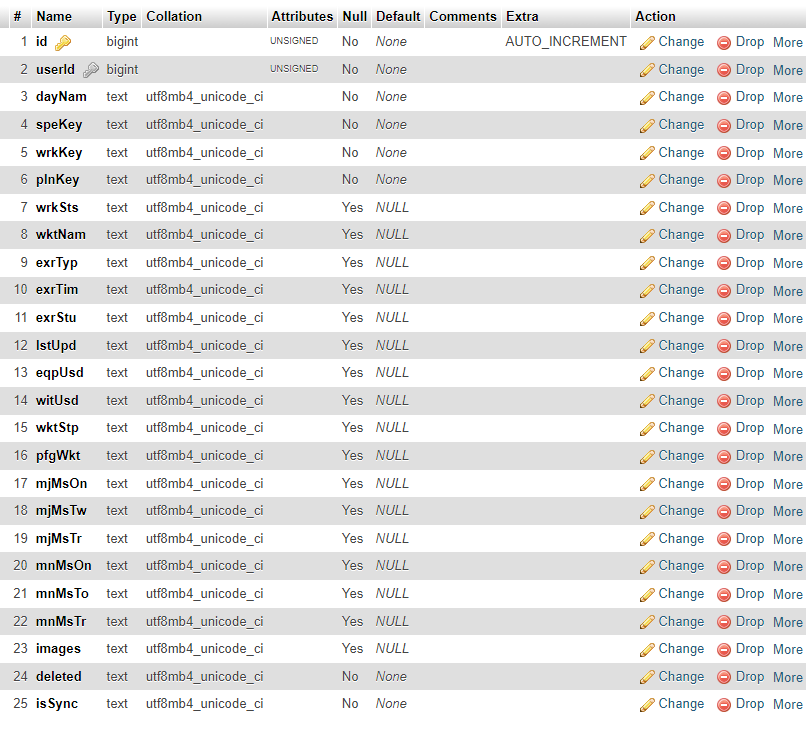 # Name Type Collation Attributes Null Default Comments Extra Action
1 id bigint UNSIGNED No None AUTO_INCREMENT Change Drop More
2 userId bigint UNSIGNED No None Change Drop More
3 dayNam text utf8mb4_unicode_ci No None Change Drop More
4 speKey text utf8mb4_unicode_ci No None Change Drop More
5 wrkKey text utf8mb4_unicode_ci No None Change Drop More
6 plnKey text utf8mb4_unicode_ci No None Change Drop More
7 wrkSts text utf8mb4_unicode_ci Yes NULL Change Drop More
8 wktNam text utf8mb4_unicode_ci Yes NULL Change Drop More
9 exrTyp text utf8mb4_unicode_ci Yes NULL Change Drop More
10 exrTim text utf8mb4_unicode_ci Yes NULL Change Drop More
11 exrStu text utf8mb4_unicode_ci Yes NULL Change Drop More
12 lstUpd text utf8mb4_unicode_ci Yes NULL Change Drop More
13 eqpUsd text utf8mb4_unicode_ci Yes NULL Change Drop More
14 witUsd text utf8mb4_unicode_ci Yes NULL Change Drop More
15 wktStp text utf8mb4_unicode_ci Yes NULL Change Drop More
16 pfgWkt text utf8mb4_unicode_ci Yes NULL Change Drop More
17 mjMsOn text utf8mb4_unicode_ci Yes NULL Change Drop More
18 mjMsTw text utf8mb4_unicode_ci Yes NULL Change Drop More
19 mjMsTr text utf8mb4_unicode_ci Yes NULL Change Drop More
20 mnMsOn text utf8mb4_unicode_ci Yes NULL Change Drop More
21 mnMsTo text utf8mb4_unicode_ci Yes NULL Change Drop More
22 mnMsTr text utf8mb4_unicode_ci Yes NULL Change Drop More
23 images text utf8mb4_unicode_ci Yes NULL Change Drop More
24 deleted text utf8mb4_unicode_ci No None Change Drop More
25 isSync text utf8mb4_unicode_ci No None Change Drop More